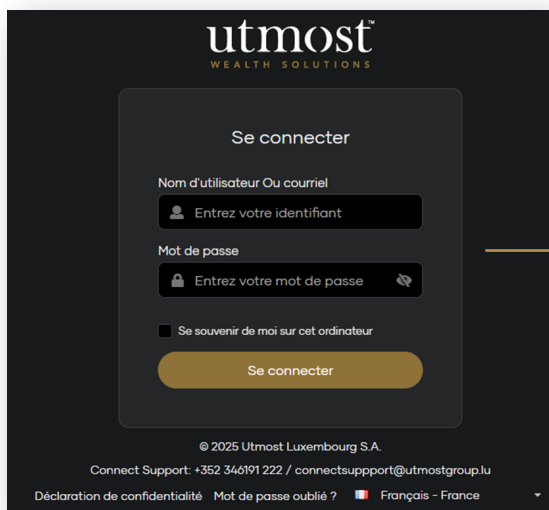 utmost™
WEALTH SOLUTIONS
Se connecter
Nom d'utilisateur Ou courriel
Entrez votre identifiant
Mot de passe
Entrez votre mot de passe
Se souvenir de moi sur cet ordinateur
Se connecter
© 2025 Utmost Luxembourg S.A.
Connect Support: +352 346191 222 / connectsuppport@utmostgroup.lu
Déclaration de confidentialité Mot de passe oublié ? Français - France